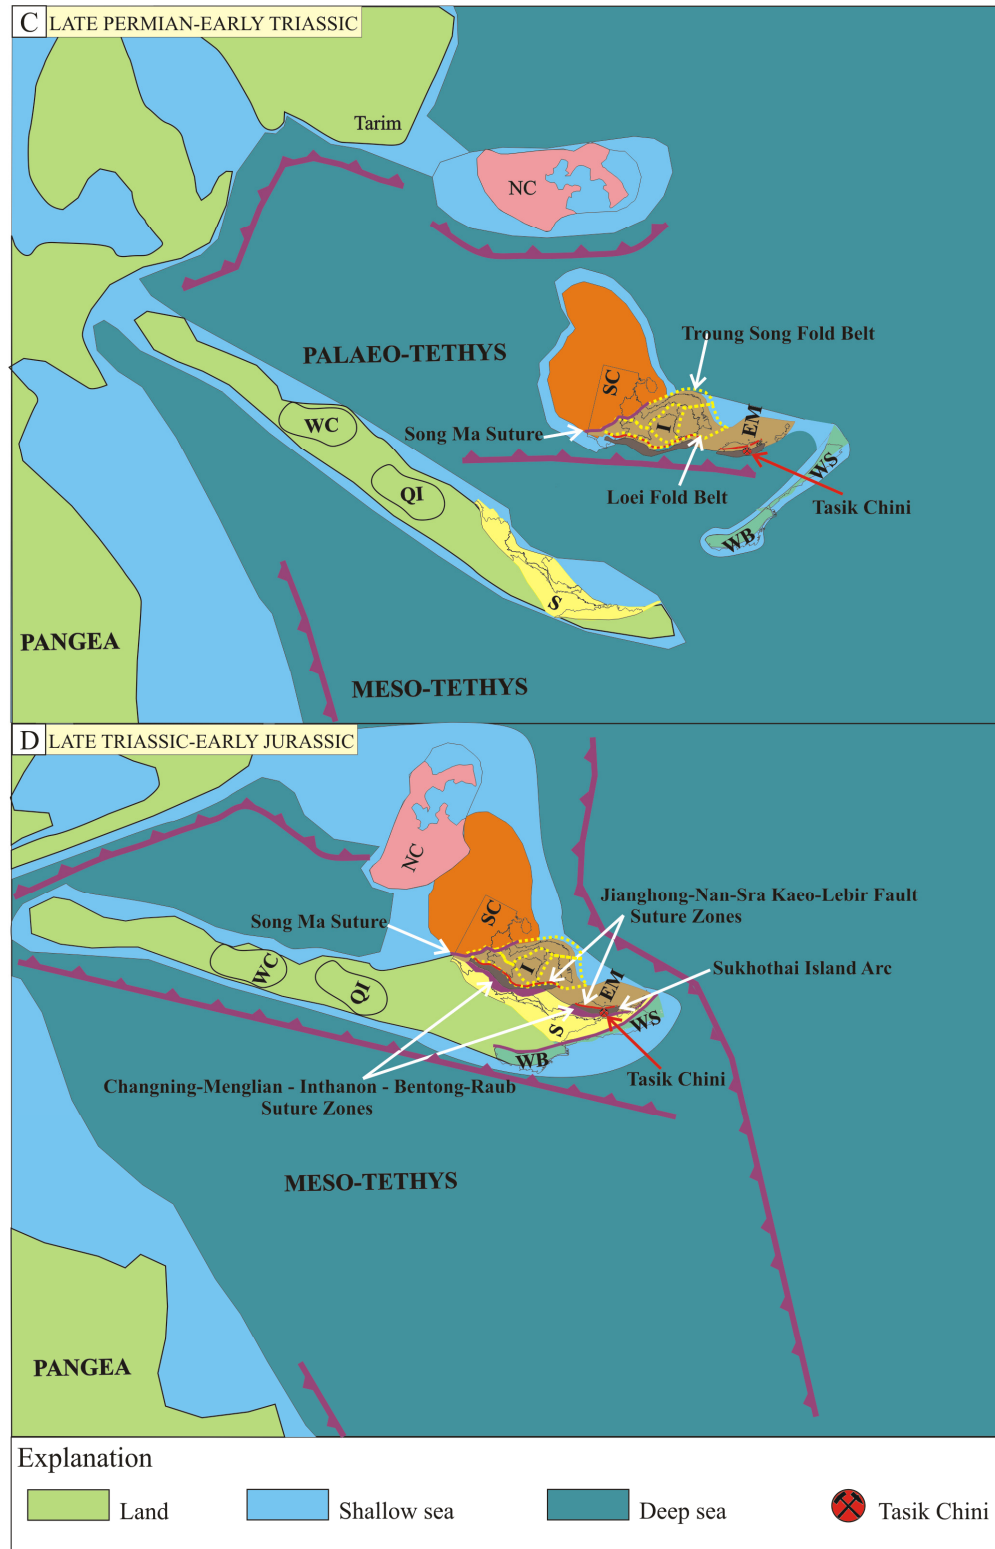 C LATE PERMIAN-EARLY TRIASSIC
Tarim
NC
Troung Song Fold Belt
PALAEO-TETHYS
SC
WC
EM
I
Song Ma Suture
WS
QI
Loei Fold Belt
Tasik Chini
WB
S
PANGEA
MESO-TETHYS
D LATE TRIASSIC-EARLY JURASSIC
NC
Jianghong-Nan-Sra Kaeo-Lebir Fault
Suture Zones
SC
Song Ma Suture
WC
I
Sukhothai Island Arc
QI
EM
S
WS
WB
Tasik Chini
Changning-Menglian - Inthanon - Bentong-Raub
Suture Zones
MESO-TETHYS
PANGEA
Explanation
Land
Shallow sea
Deep sea
Tasik Chini